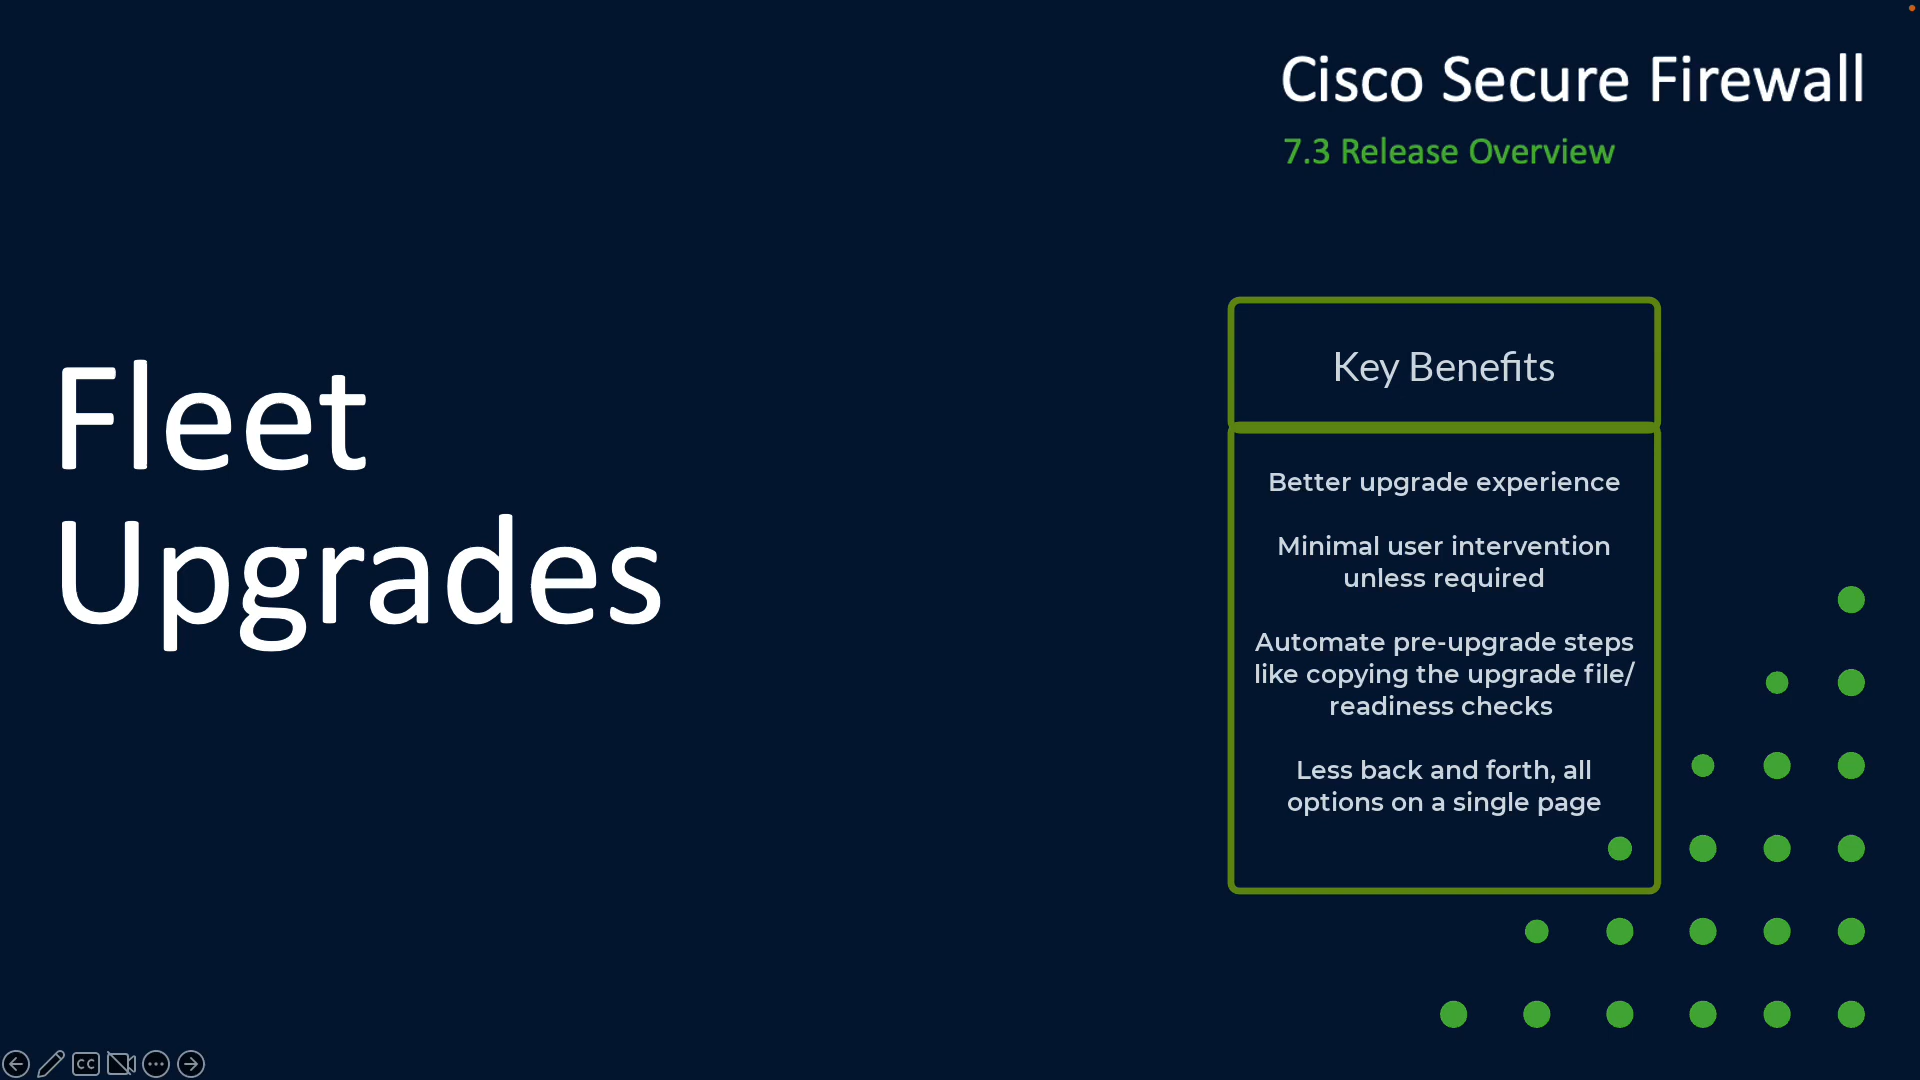 Cisco Secure Firewall
7.3 Release Overview
Fleet
Upgrades
Key Benefits
Better upgrade experience
Minimal user intervention
unless required
Automate pre-upgrade steps
like copying the upgrade file/
readiness checks
Less back and forth, all
options on a single page
CC